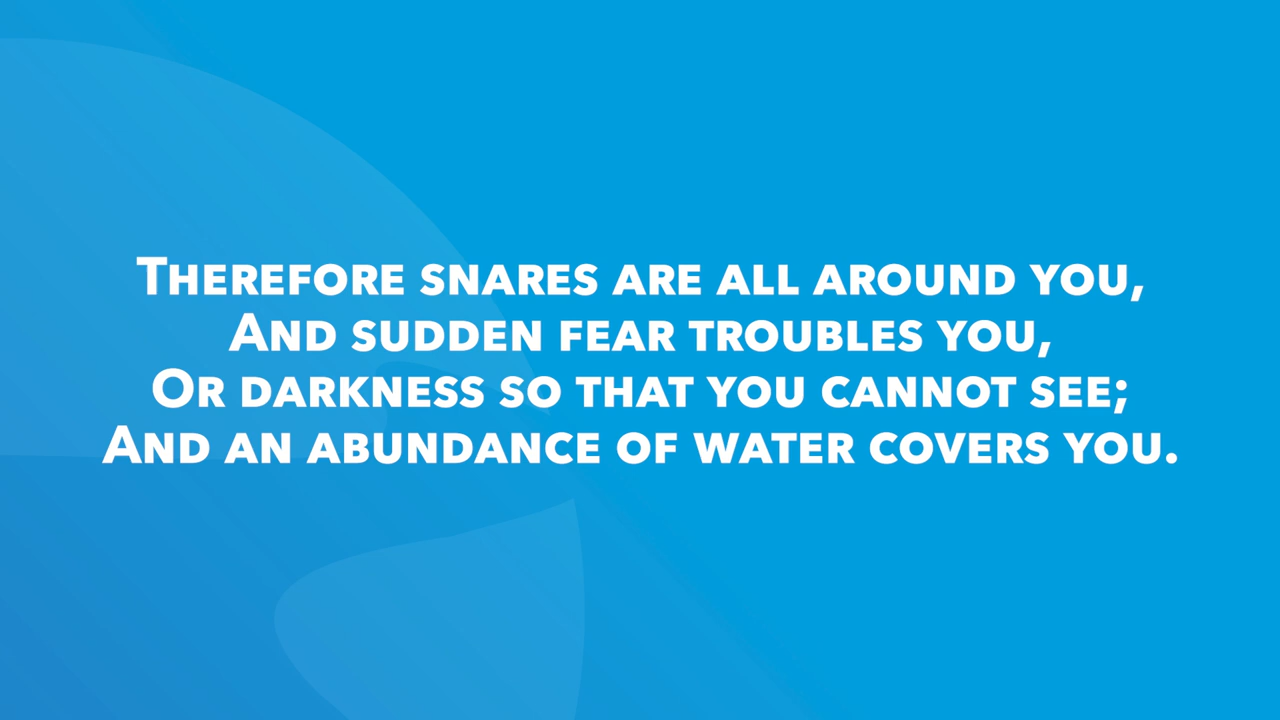 Therefore snares are all around you,
And sudden fear troubles you,
Or darkness so that you cannot see;
And an abundance of water covers you.